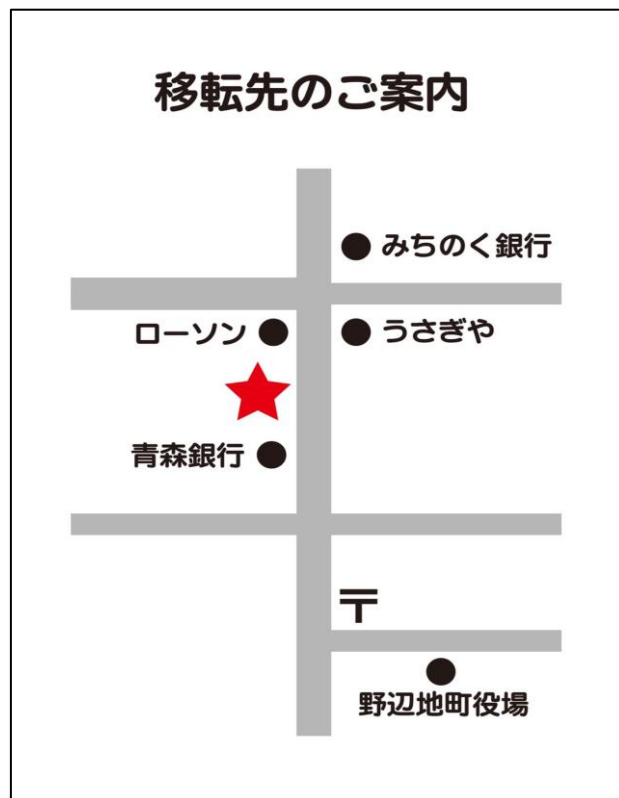 移転先のご案内
みちのく銀行
ローソン
うさぎや
青森銀行
〒
野辺地町役場